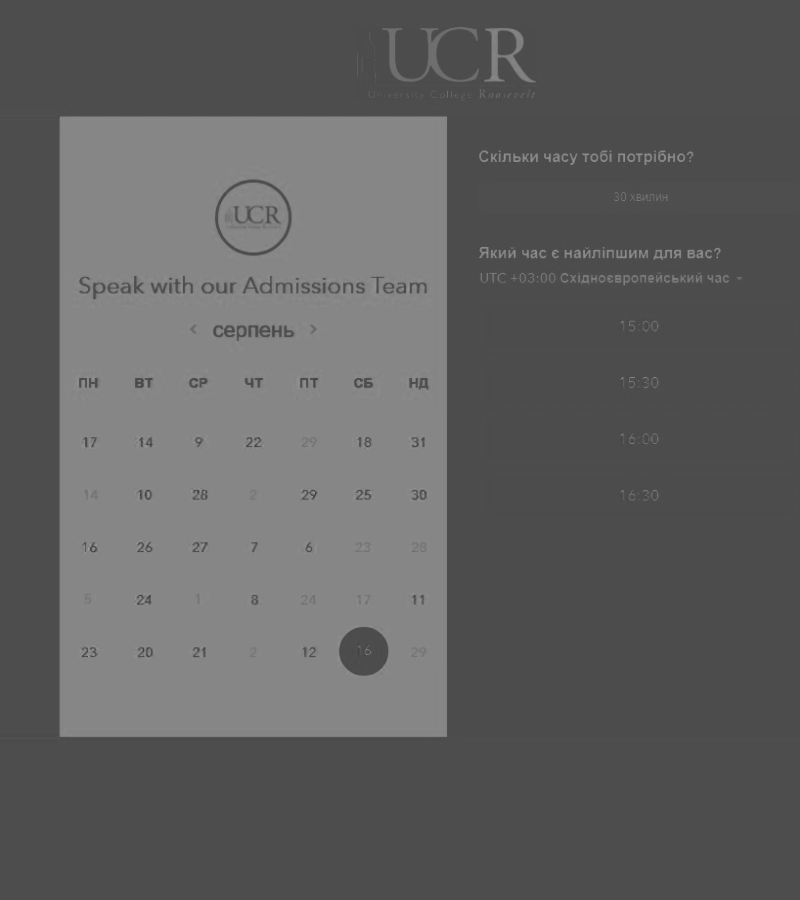 UCR
University College Roosevelt
UCR
Speak with our Admissions Team
серпень
ПН ВТ СР ЧТ ПТ СБ НД
17 14 9 22 29 18 31
14 10 28 2 29 25 30
16 26 27 7 6 23 28
5 24 1 8 24 17 11
23 20 21 2 12 16 29
Скільки часу тобі потрібно?
30 хвилин
Який час є найліпшим для вас?
UTC +03:00 Східноєвропейський час
15:00
15:30
16:00
16:30